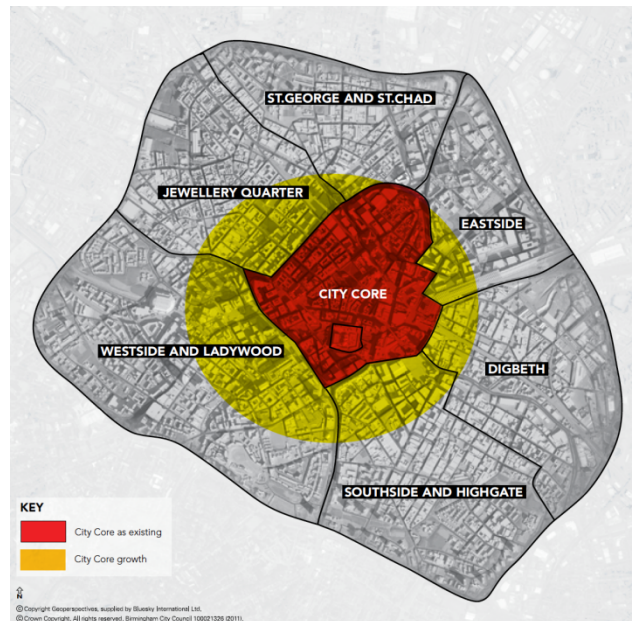 ST.GEORGE AND ST.CHAD
JEWELLERY QUARTER
EASTSIDE
CITY CORE
WESTSIDE AND LADYWOOD
DIGBETH
SOUTHSIDE AND HIGHGATE
KEY
City Core as existing
City Core growth
N
© Copyright Geoperspectives, supplied by Bluesky International Ltd.
© Crown Copyright. All rights reserved. Birmingham City Council 100021326 (2011).